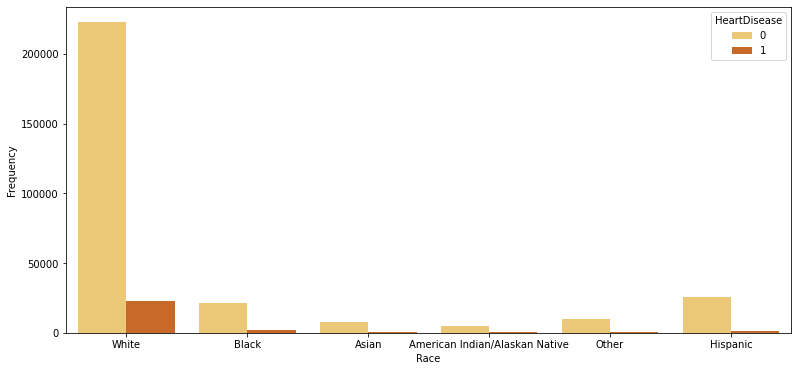 HeartDisease
0
1
Frequency
200000
150000
100000
50000
0
White Black Asian American Indian/Alaskan Native Other Hispanic
Race